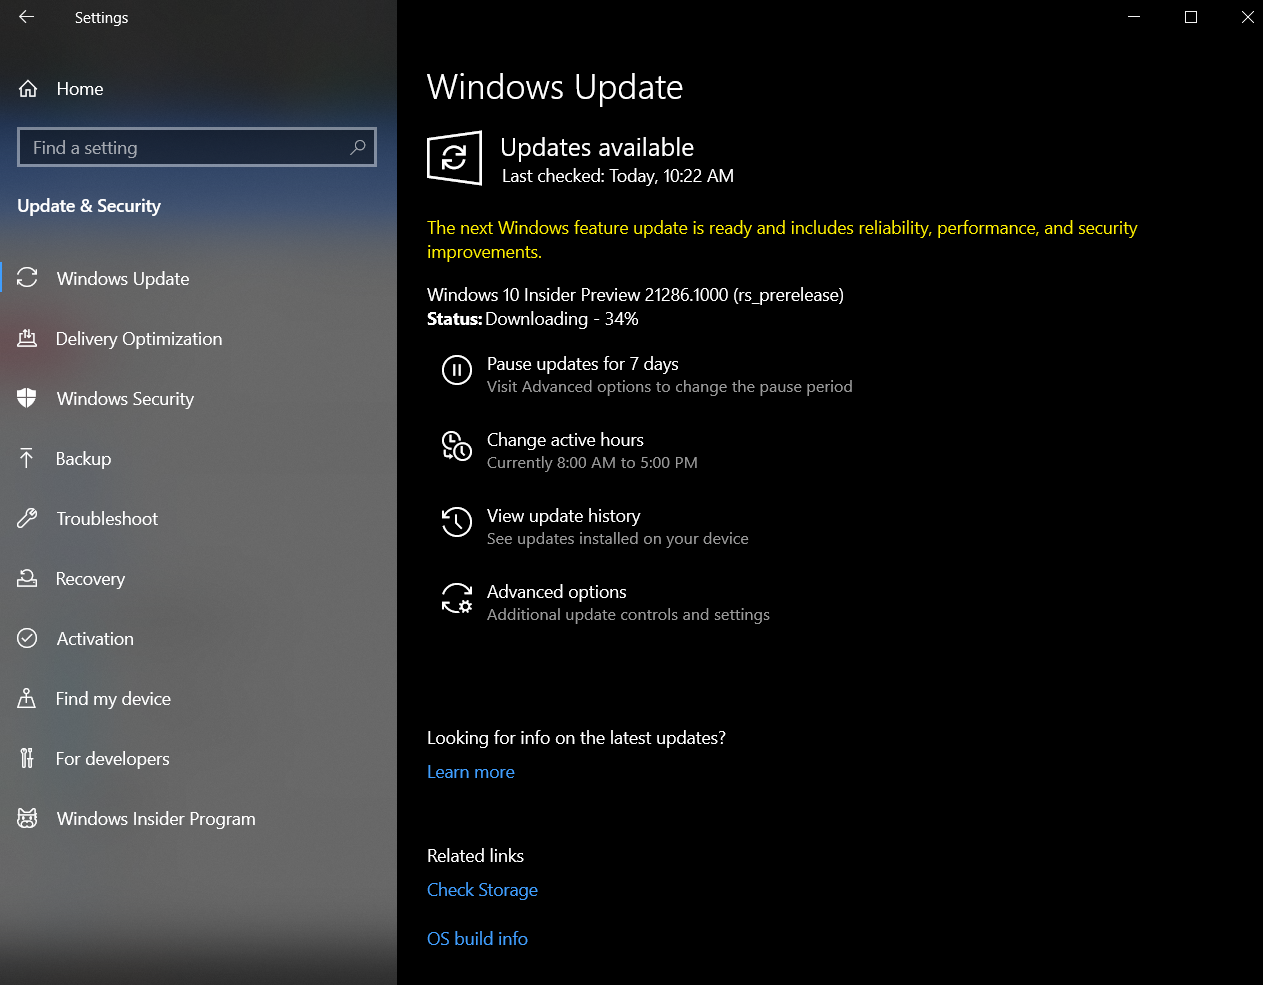 Settings
Home
Find a setting
Update & Security
Windows Update
Delivery Optimization
Windows Security
Backup
Troubleshoot
Recovery
Activation
Find my device
For developers
Windows Insider Program
Windows Update
Updates available
Last checked: Today, 10:22 AM
The next Windows feature update is ready and includes reliability, performance, and security
improvements.
Windows 10 Insider Preview 21286.1000 (rs_prerelease)
Status: Downloading - 34%
Pause updates for 7 days
Visit Advanced options to change the pause period
Change active hours
Currently 8:00 AM to 5:00 PM
View update history
See updates installed on your device
Advanced options
Additional update controls and settings
Looking for info on the latest updates?
Learn more
Related links
Check Storage
OS build info